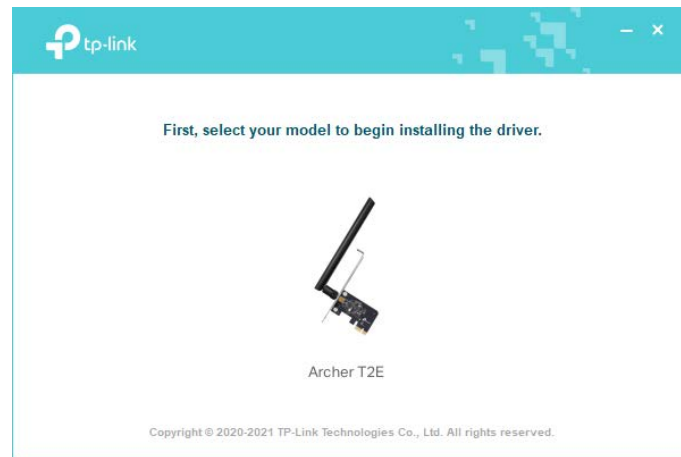 tp-link
First, select your model to begin installing the driver.
Archer T2E
Copyright © 2020-2021 TP-Link Technologies Co., Ltd. All rights reserved.